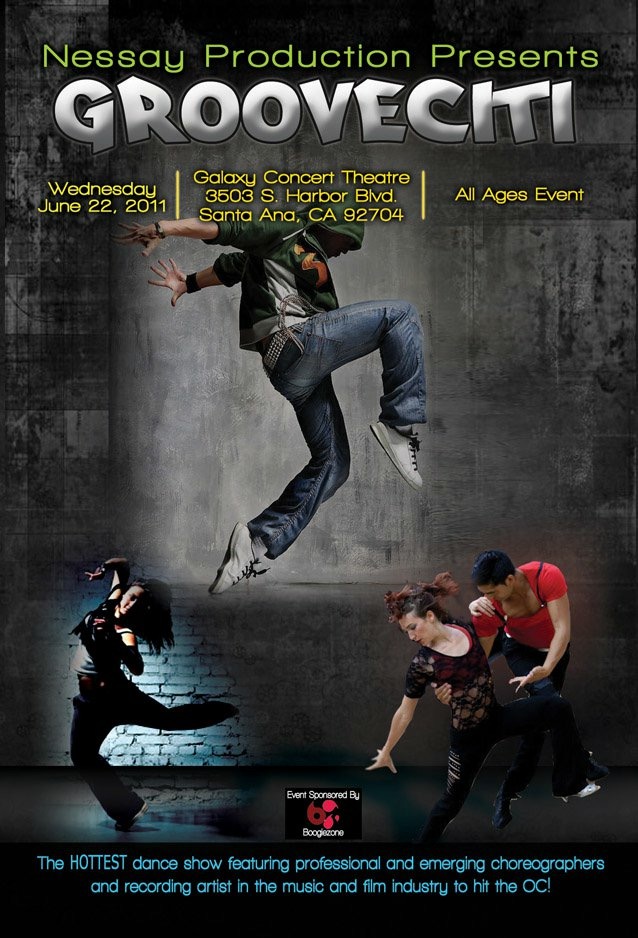 Nessay Production Presents
GROOVECITI
Wednesday
June 22, 2011
Galaxy Concert Theatre
3503 S. Harbor Blvd.
Santa Ana, CA 92704
All Ages Event
Event Sponsored By
Boogiezone
The HOTTEST dance show featuring professional and emerging choreographers
and recording artist in the music and film industry to hit the OC!